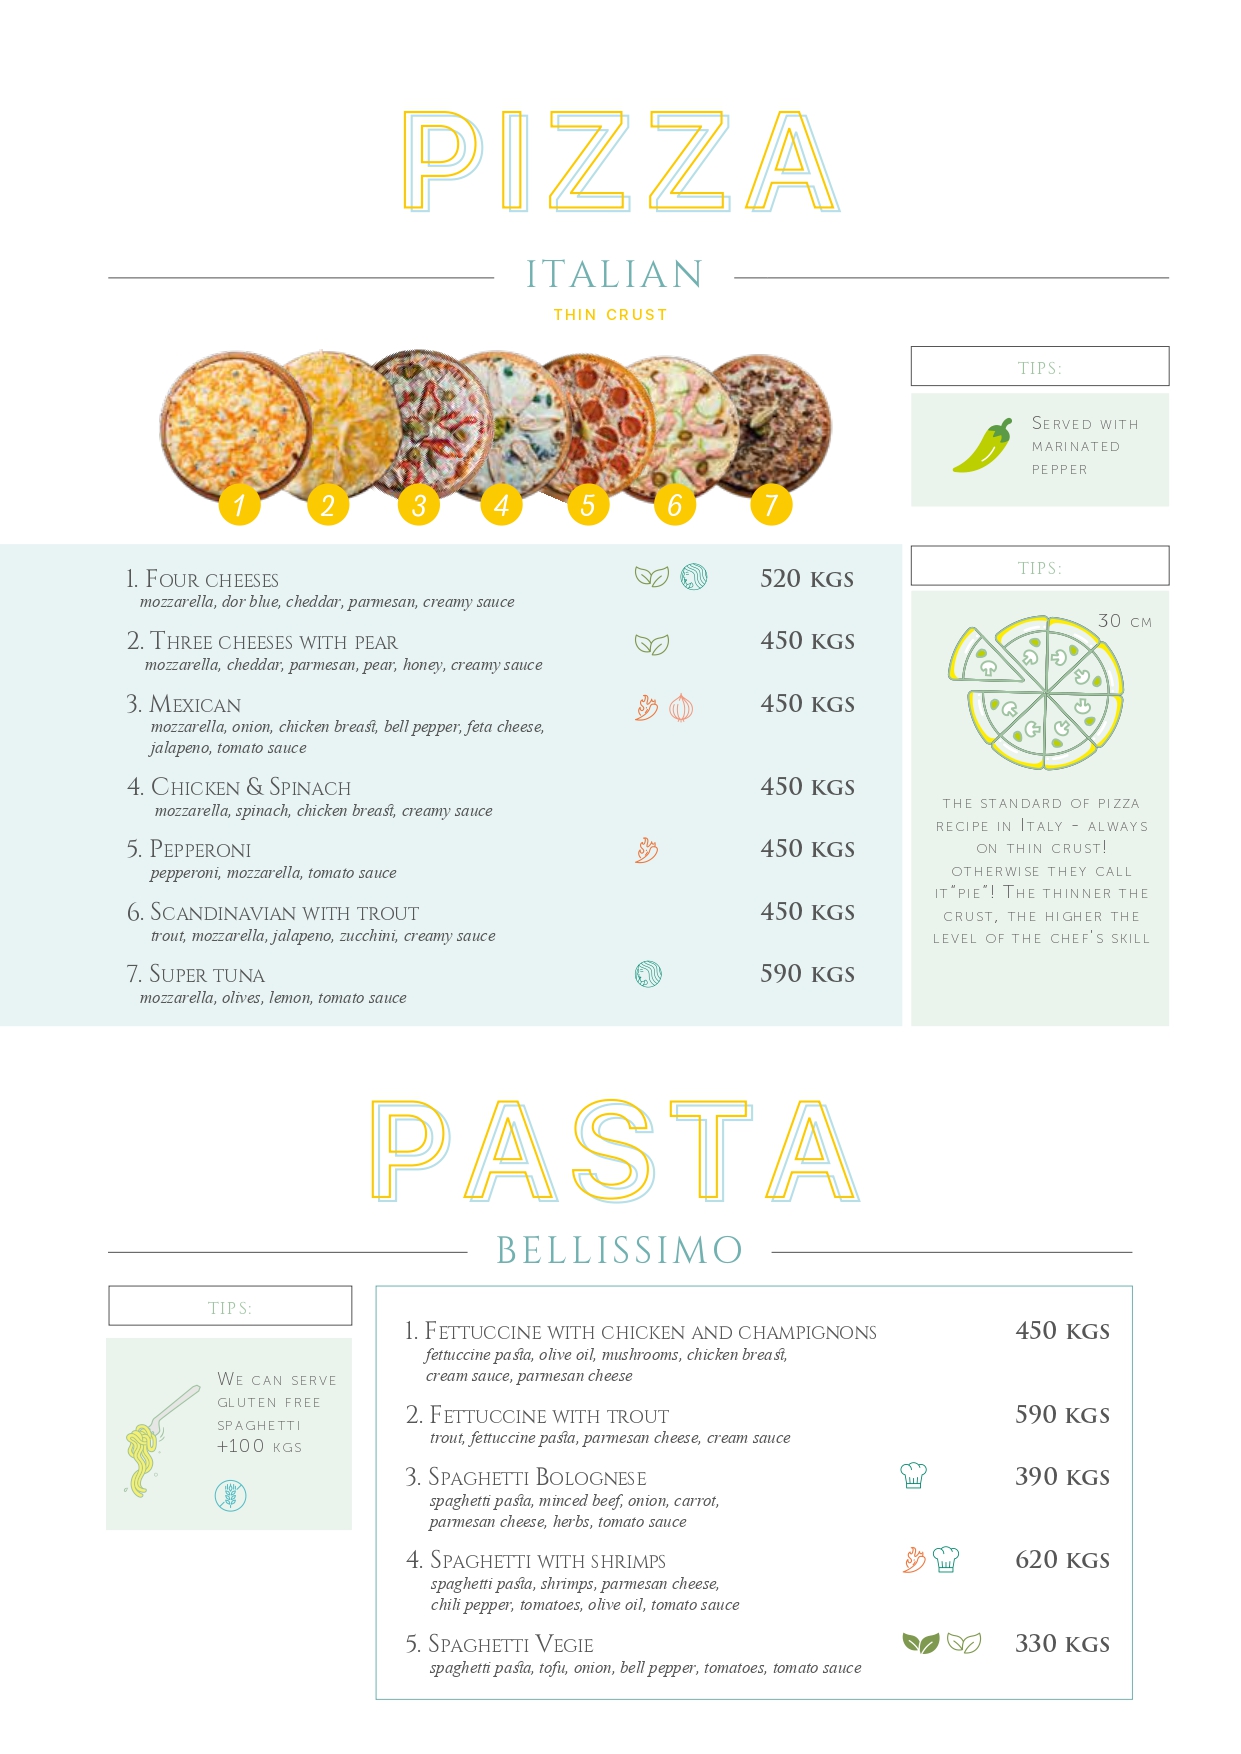 PIZZA
ITALIAN
THIN CRUST
1 2 3 4 5 6 7
TIPS:
Served with
marinated
pepper
1. Four cheeses 520 KGS
mozzarella, dor blue, cheddar, parmesan, creamy sauce
2. Three cheeses with pear 450 KGS
mozzarella, cheddar, parmesan, pear, honey, creamy sauce
3. Mexican 450 KGS
mozzarella, onion, chicken breast, bell pepper, feta cheese,
jalapeno, tomato sauce
4. Chicken & Spinach 450 KGS
mozzarella, spinach, chicken breast, creamy sauce
5. Pepperoni 450 KGS
pepperoni, mozzarella, tomato sauce
6. Scandinavian with trout 450 KGS
trout, mozzarella, jalapeno, zucchini, creamy sauce
7. Super tuna 590 KGS
mozzarella, olives, lemon, tomato sauce
TIPS:
30 cm
the standard of pizza
recipe in Italy - always
on thin crust!
otherwise they call
it"pie"! The thinner the
crust, the higher the
level of the chef's skill
PASTA
BELLISSIMO
TIPS:
We can serve
gluten free
spaghetti
+100 kgs
1. Fettuccine with chicken and champignons 450 KGS
fettuccine pasta, olive oil, mushrooms, chicken breast,
cream sauce, parmesan cheese
2. Fettuccine with trout 590 KGS
trout, fettuccine pasta, parmesan cheese, cream sauce
3. Spaghetti Bolognese 390 KGS
spaghetti pasta, minced beef, onion, carrot,
parmesan cheese, herbs, tomato sauce
4. Spaghetti with shrimps 620 KGS
spaghetti pasta, shrimps, parmesan cheese,
chili pepper, tomatoes, olive oil, tomato sauce
5. Spaghetti Vegie 330 KGS
spaghetti pasta, tofu, onion, bell pepper, tomatoes, tomato sauce